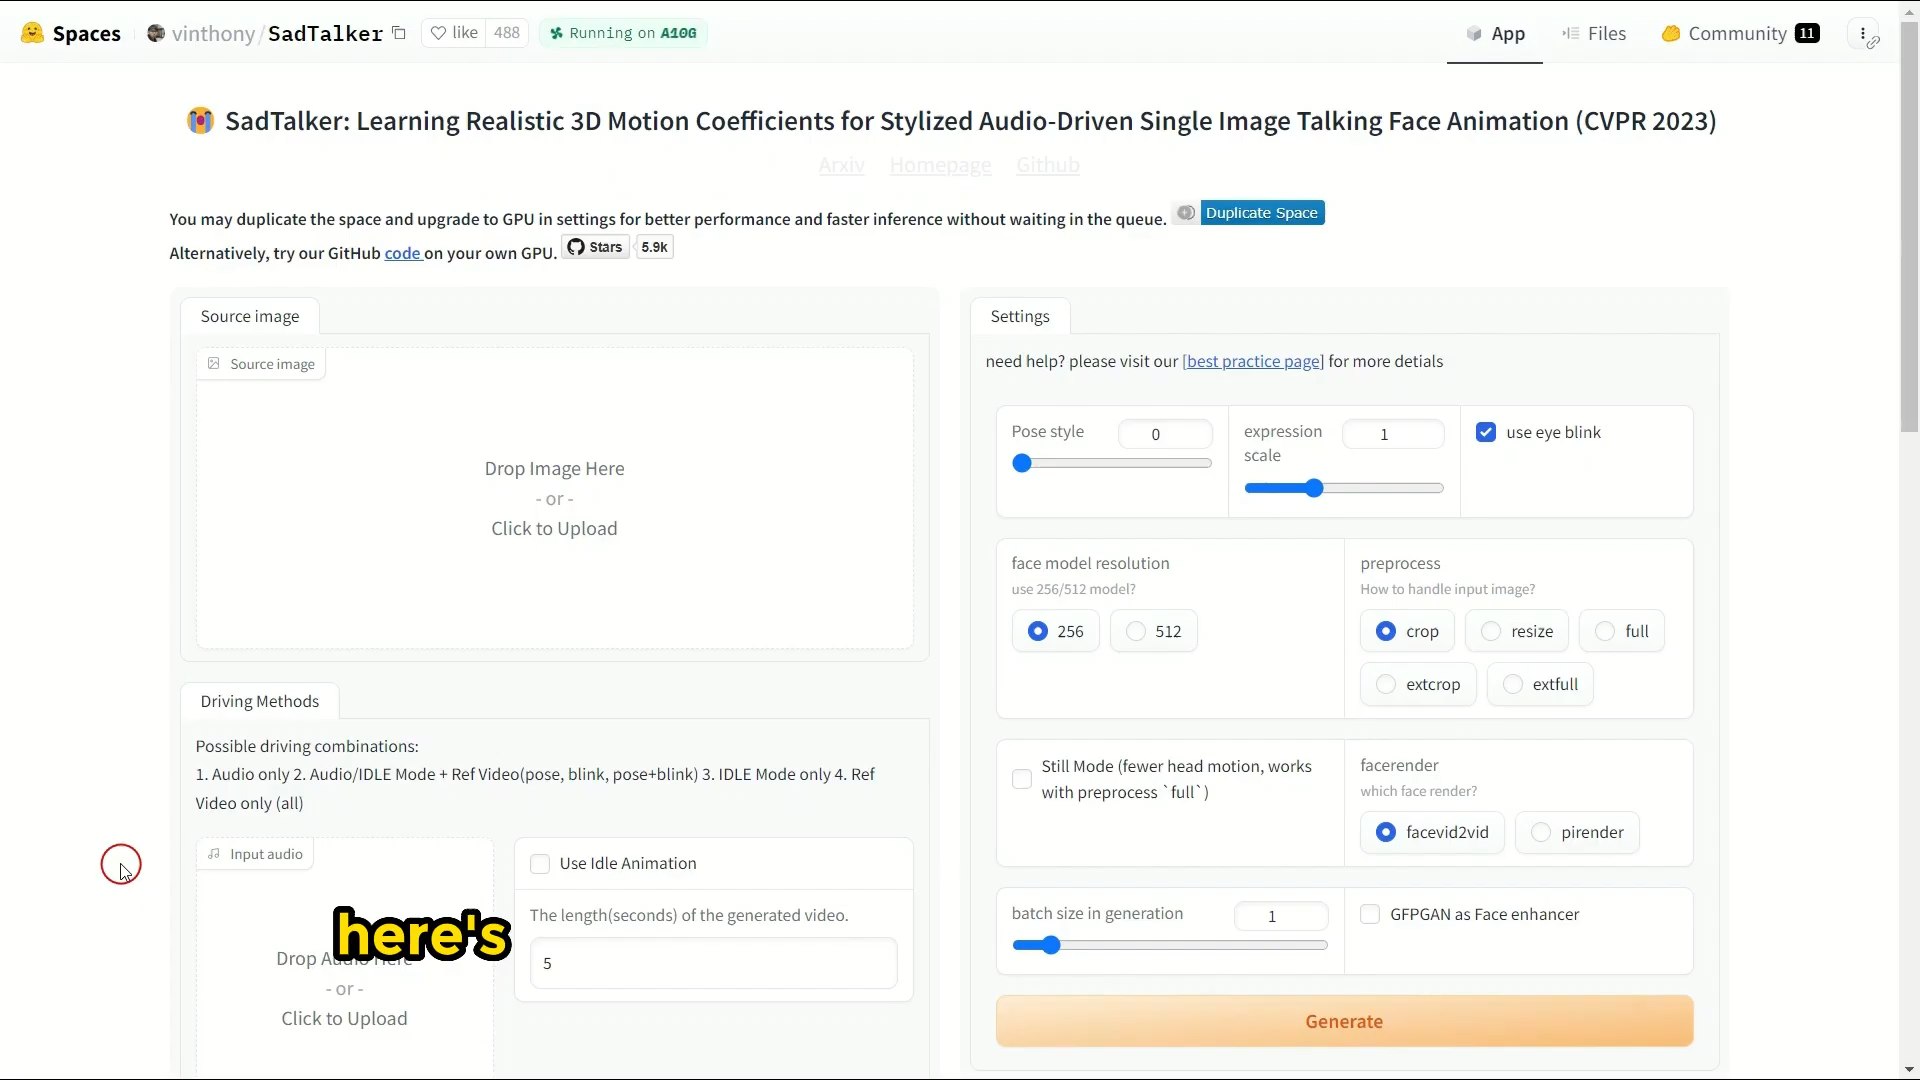 Spaces vinthony/SadTalker like 488 Running on A10G App Files Community 11
SadTalker: Learning Realistic 3D Motion Coefficients for Stylized Audio-Driven Single Image Talking Face Animation (CVPR 2023)
Arxiv Homepage Github
You may duplicate the space and upgrade to GPU in settings for better performance and faster inference without waiting in the queue. Duplicate Space
Alternatively, try our GitHub code on your own GPU. Stars 5.9k
Source image
Source image
Drop Image Here
- or -
Click to Upload
Driving Methods
Possible driving combinations:
1. Audio only 2. Audio/IDLE Mode + Ref Video(pose, blink, pose+blink) 3. IDLE Mode only 4. Ref
Video only (all)
Input audio
Drop Audio Here
- or -
Click to Upload
here's
Use Idle Animation
The length(seconds) of the generated video.
5
Settings
need help? please visit our [best practice page] for more detials
Pose style 0
expression
scale
1
use eye blink
face model resolution
use 256/512 model?
256 512
preprocess
How to handle input image?
crop resize full
extcrop extfull
Still Mode (fewer head motion, works
with preprocess `full`)
facerender
which face render?
facevid2vid pirender
batch size in generation 1
GFPGAN as Face enhancer
Generate